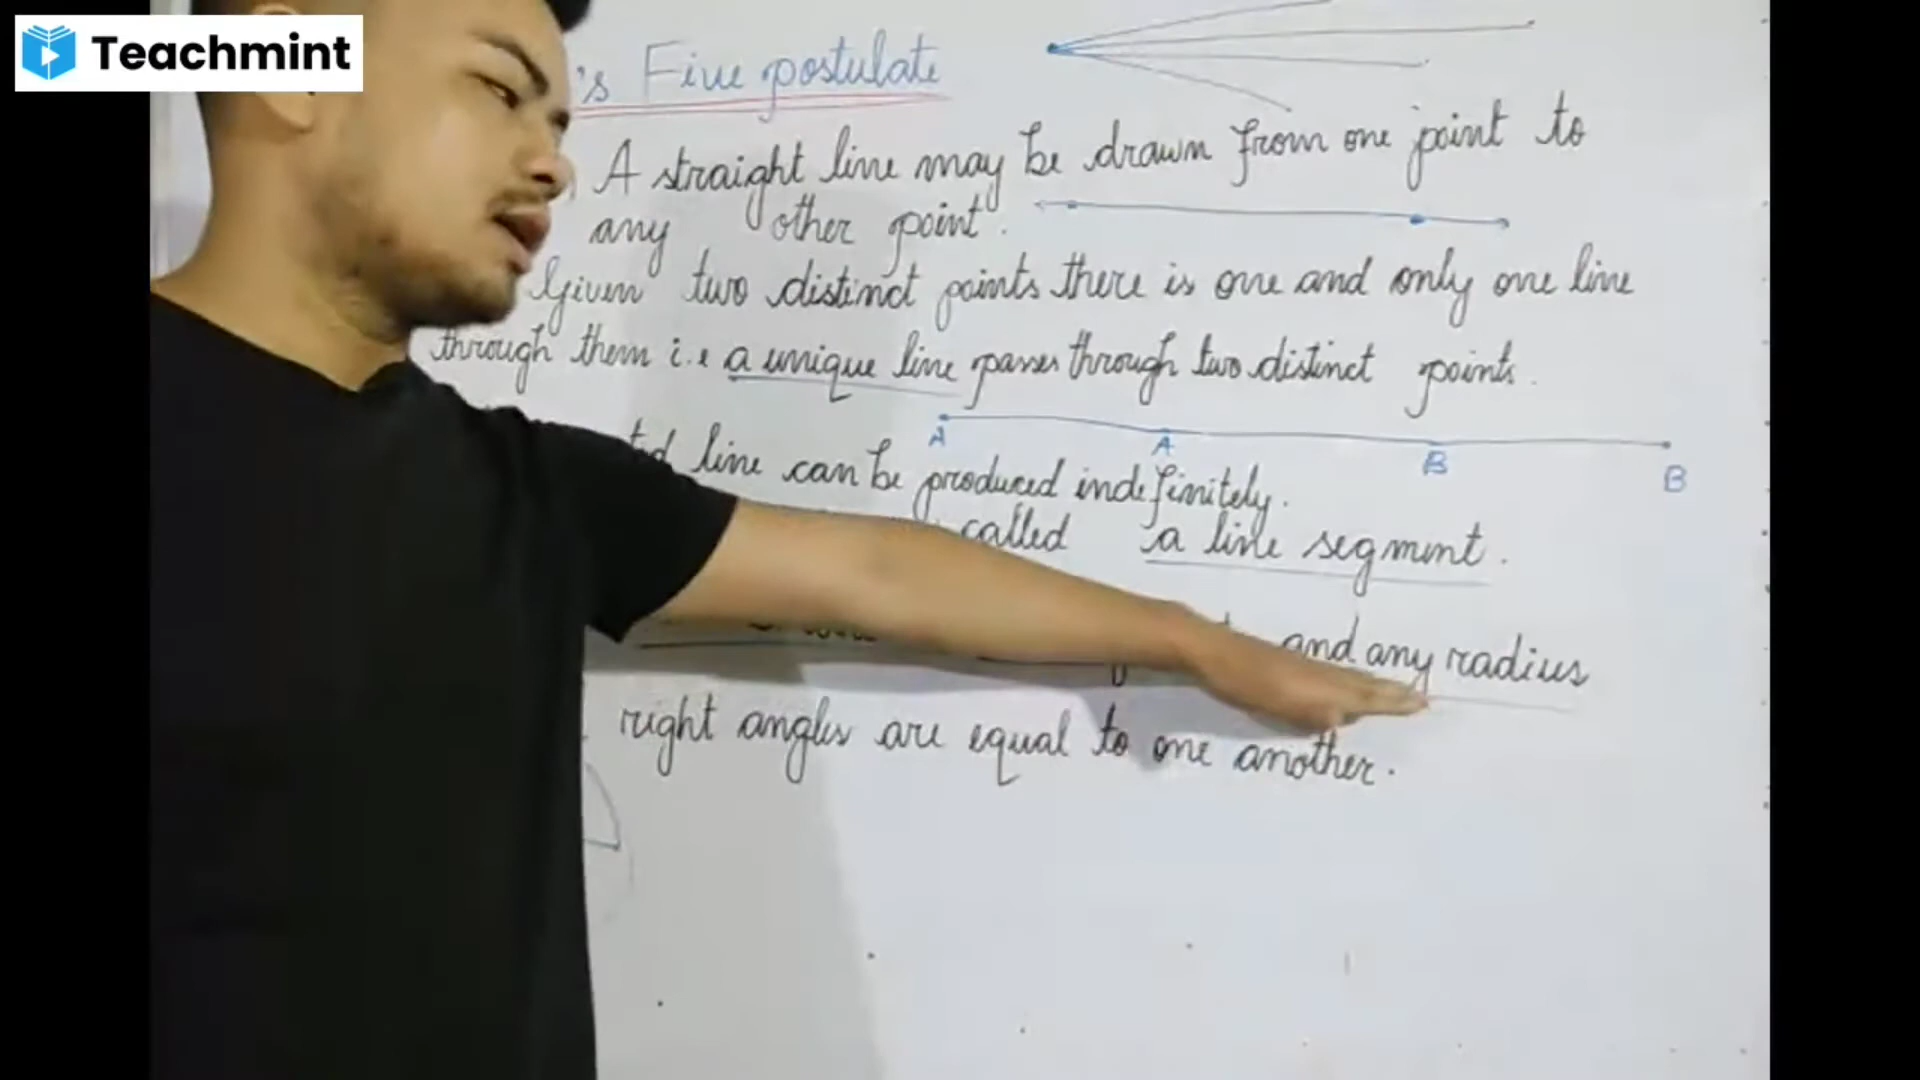 Teachmint
's Five postulate
A straight line may be drawn from one point to
any other point.
Given two distinct points there is one and only one line
through them i.e a unique line passes through two distinct points.
A A B B
ted line can be produced indefinitely.
called a line segment.
and any radius
right angles are equal to one another.